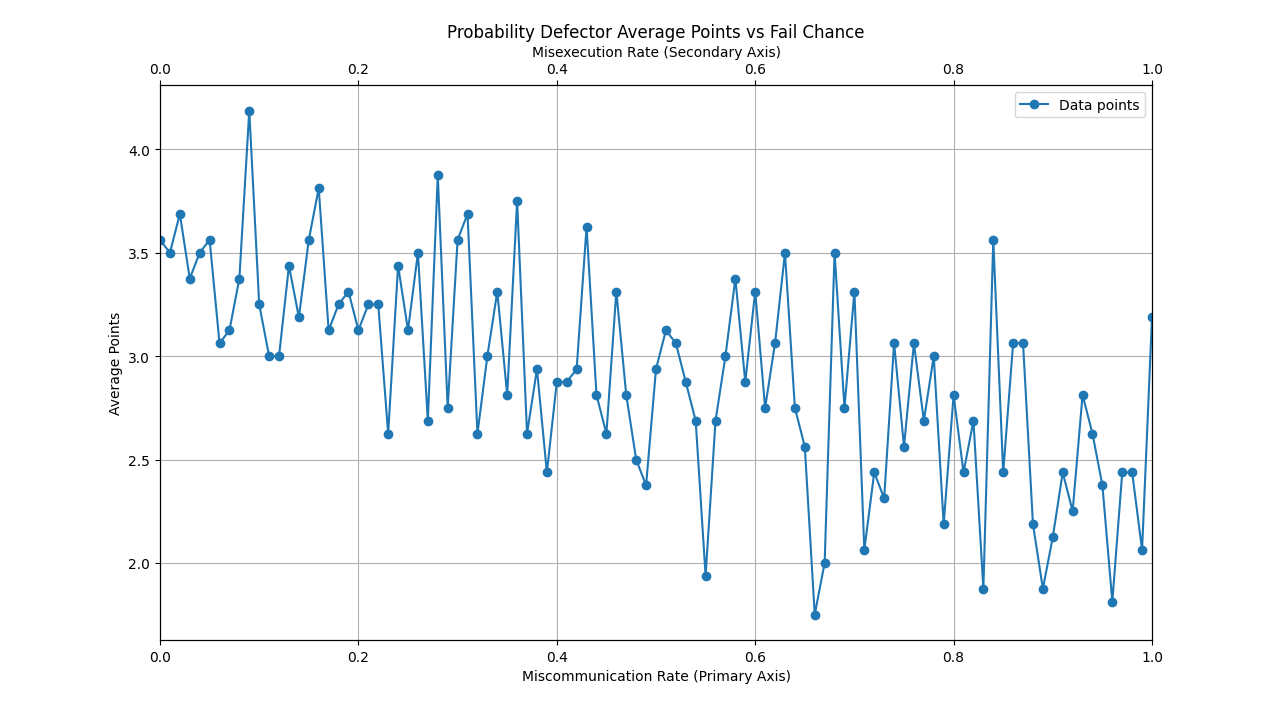 Probability Defector Average Points vs Fail Chance
Misexecution Rate (Secondary Axis)
0.0 0.2 0.4 0.6 0.8 1.0
Data points
4.0
3.5
3.0
2.5
2.0
Average Points
0.0 0.2 0.4 0.6 0.8 1.0
Miscommunication Rate (Primary Axis)